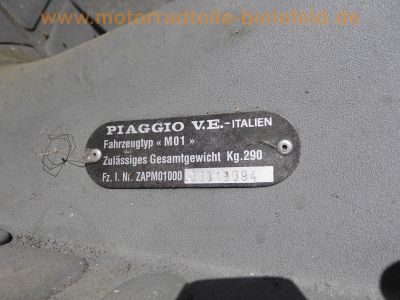 www.motorradteile-bielefeld.de
PIAGGIO V.E.-ITALIEN
Fahrzeugtyp « M01 »
Zulässiges Gesamtgewicht Kg.290
Fz. I. Nr. ZAPM01000